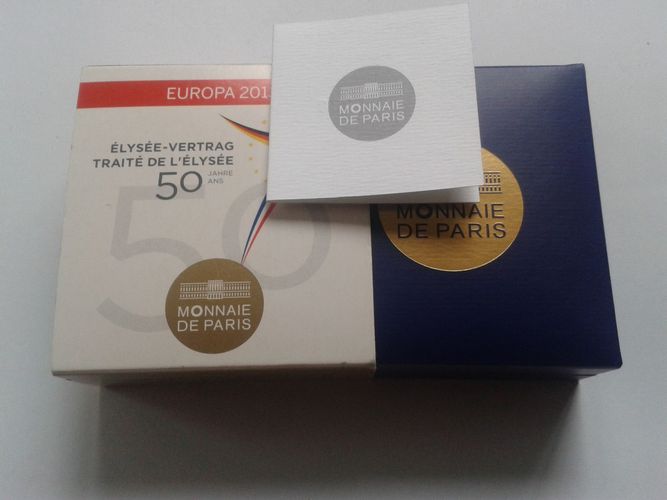 EUROPA 201
ÉLYSÉE-VERTRAG
TRAITÉ DE L'ÉLYSÉE
50 JAHRE
ANS
50
MONNAIE
DE PARIS
MONNAIE
DE PARIS
MONNAIE
DE PARIS